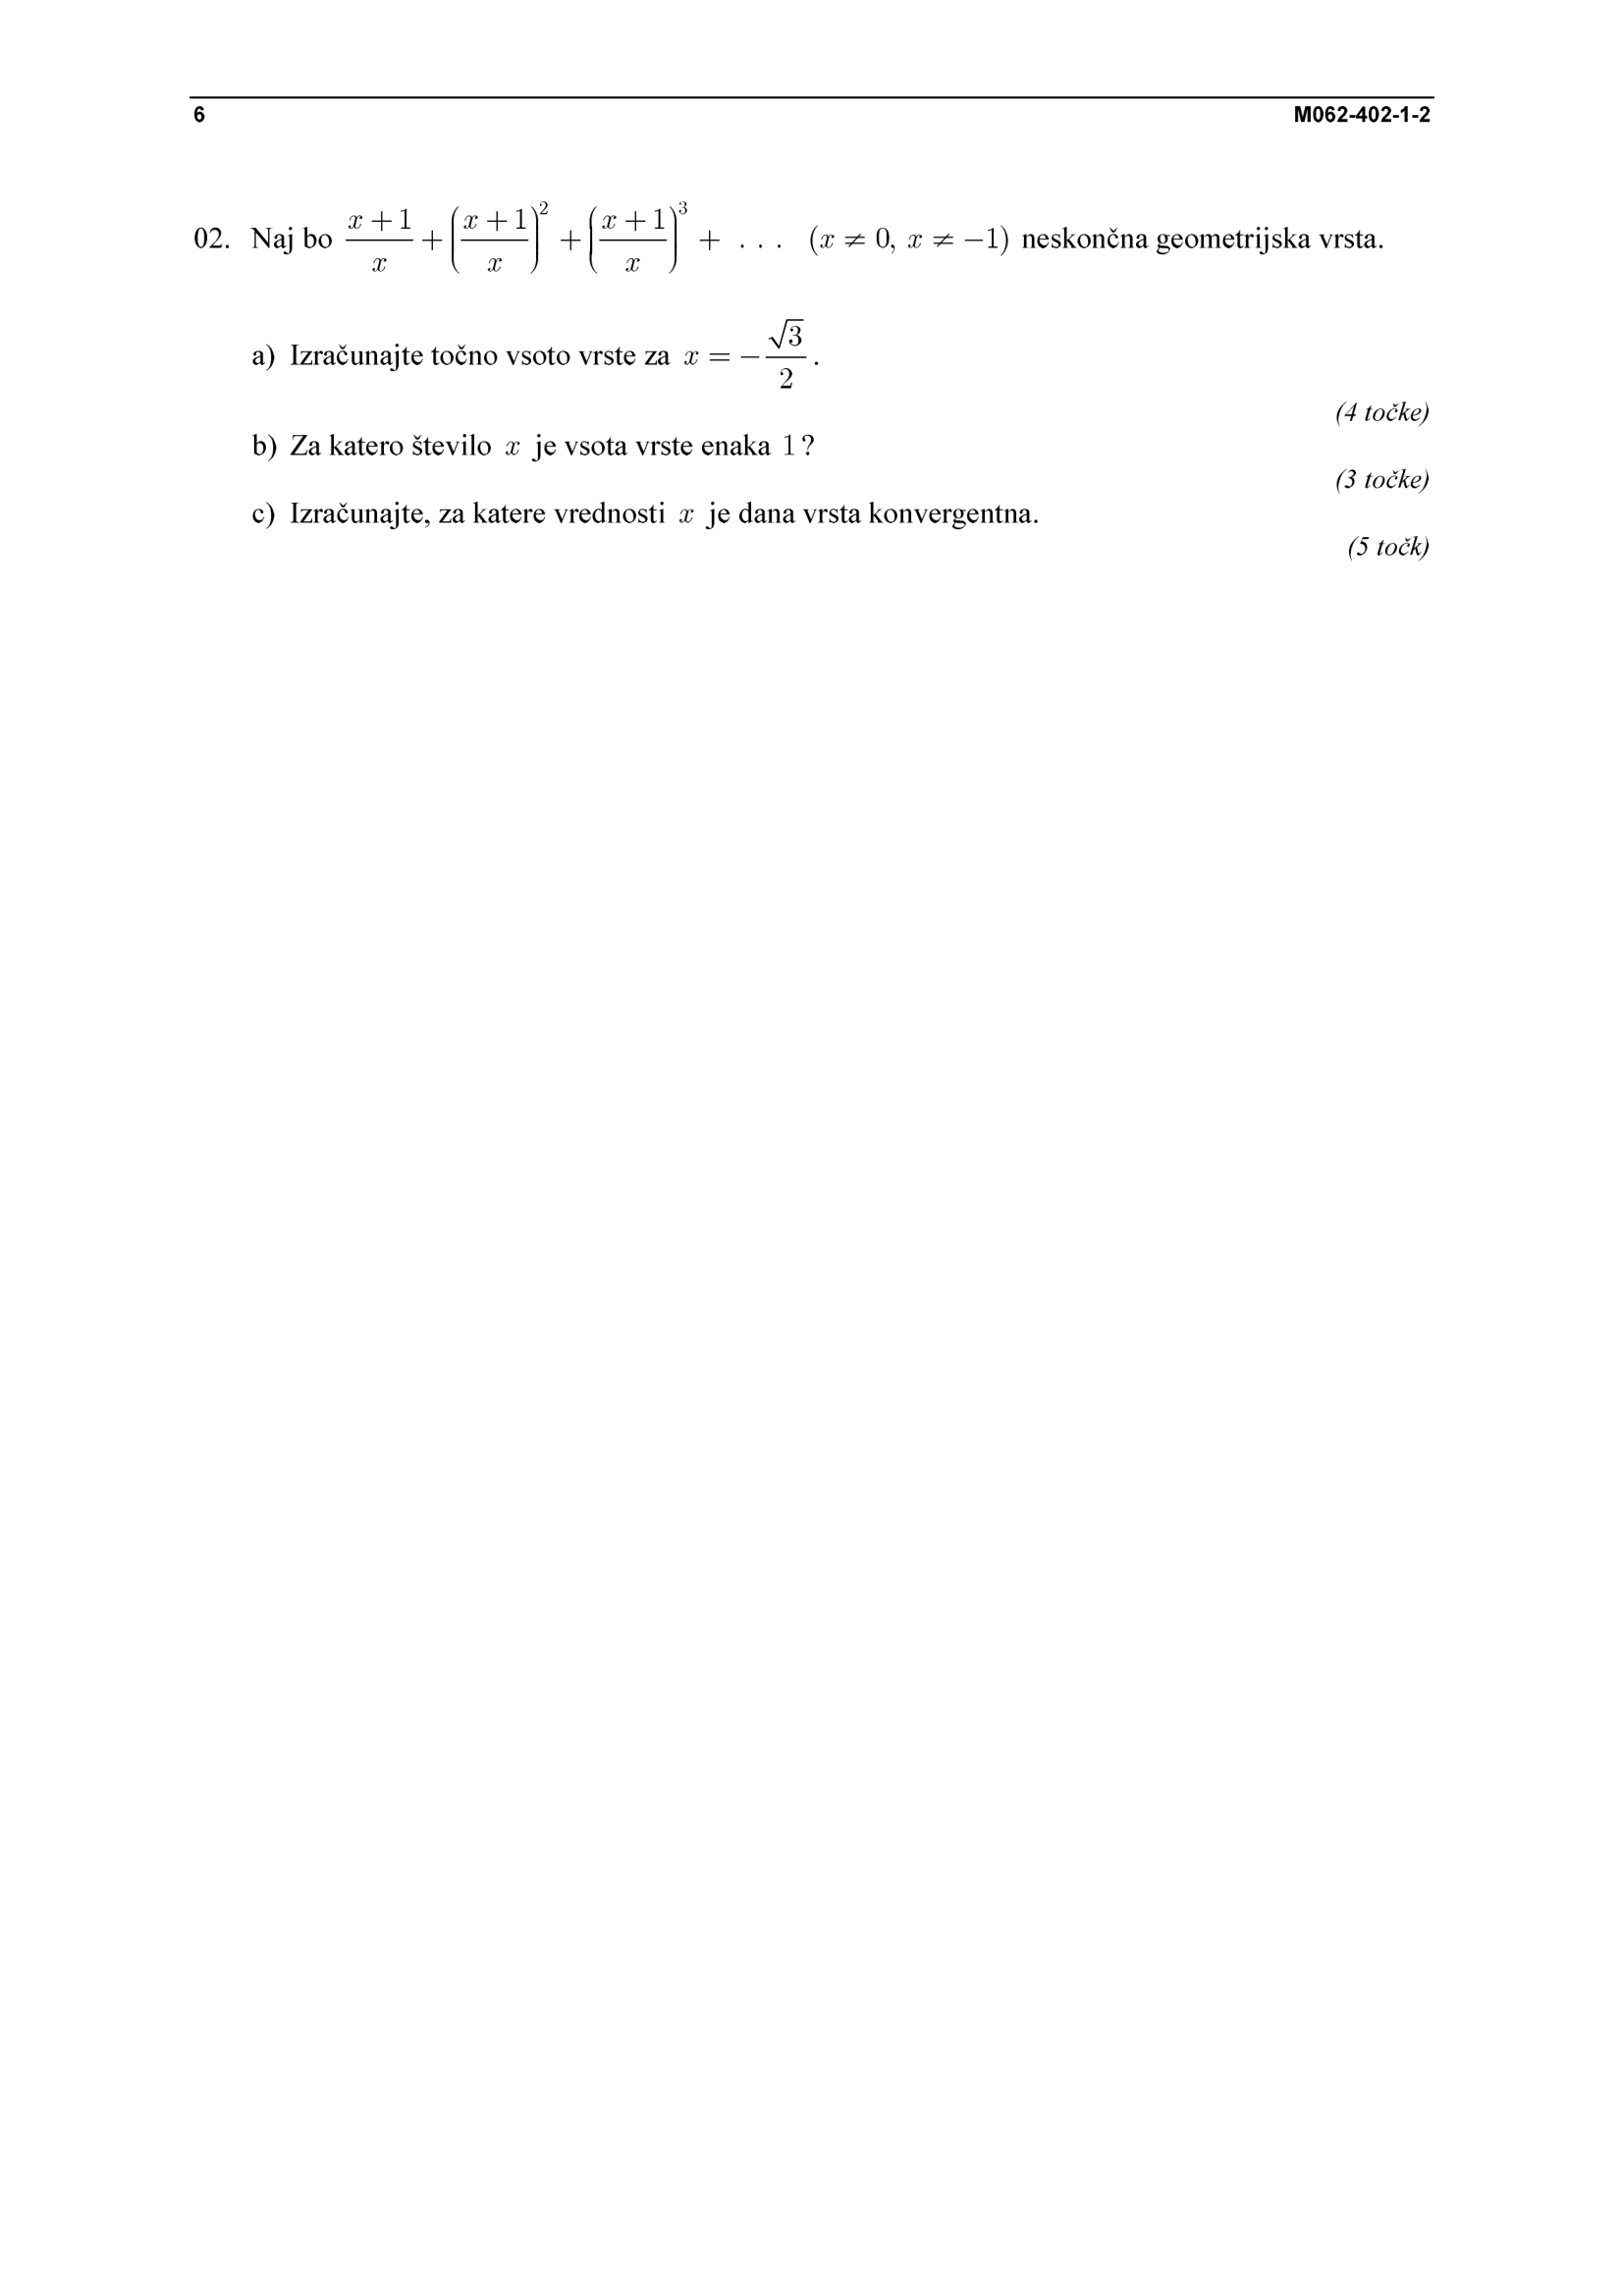 6 M062-402-1-2
02. Naj bo $\frac{x+1}{x}+\left(\frac{x+1}{x}\right)^2+\left(\frac{x+1}{x}\right)^3+\ ...\ (x\neq 0,\ x\neq -1)$ neskončna geometrijska vrsta.
a) Izračunajte točno vsoto vrste za $x=-\frac{\sqrt{3}}{2}$.
(4 točke)
b) Za katero število $x$ je vsota vrste enaka 1?
(3 točke)
c) Izračunajte, za katere vrednosti $x$ je dana vrsta konvergentna.
(5 točk)